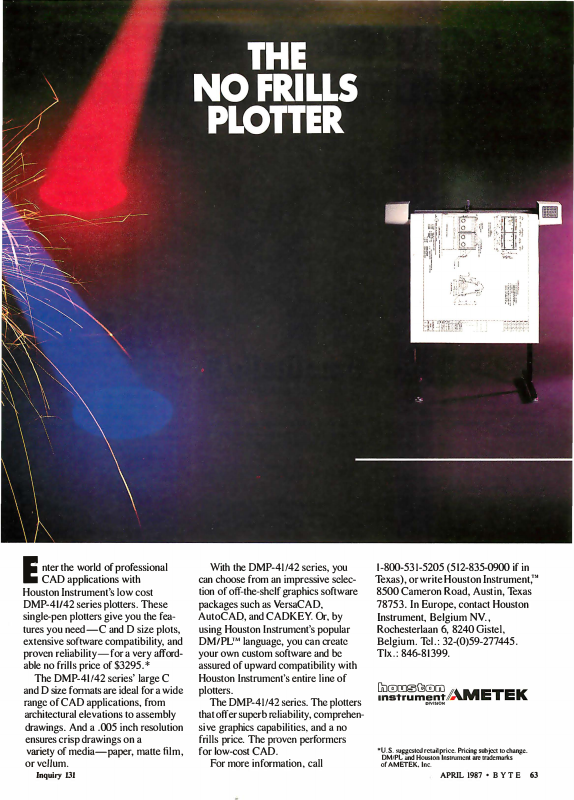 THE
NO FRILLS
PLOTTER
Enter the world of professional
CAD applications with
Houston Instrument's low cost
DMP-41/42 series plotters. These
single-pen plotters give you the fea-
tures you need—C and D size plots,
extensive software compatibility, and
proven reliability—for a very afford-
able no frills price of $3295.*
The DMP-41/42 series' large C
and D size formats are ideal for a wide
range of CAD applications, from
architectural elevations to assembly
drawings. And a .005 inch resolution
ensures crisp drawings on a
variety of media—paper, matte film,
or vellum.
Inquiry 131
With the DMP-41/42 series, you
can choose from an impressive selec-
tion of off-the-shelf graphics software
packages such as VersaCAD,
AutoCAD, and CADKEY. Or, by
using Houston Instrument's popular
DM/PL™ language, you can create
your own custom software and be
assured of upward compatibility with
Houston Instrument's entire line of
plotters.
The DMP-41/42 series. The plotters
that offer superb reliability, comprehen-
sive graphics capabilities, and a no
frills price. The proven performers
for low-cost CAD.
For more information, call
1-800-531-5205 (512-835-0900 if in
Texas), or write Houston Instrument,™
8500 Cameron Road, Austin, Texas
78753. In Europe, contact Houston
Instrument, Belgium NV.,
Rochesterlaan 6, 8240 Gistel,
Belgium. Tel.: 32-(0)59-277445.
Tlx.: 846-81399.
houston
instrument
DIVISION
AMETEK
*U.S. suggested retail price. Pricing subject to change.
DM/PL and Houston Instrument are trademarks
of AMETEK, Inc.
APRIL 1987 • BYTE 63